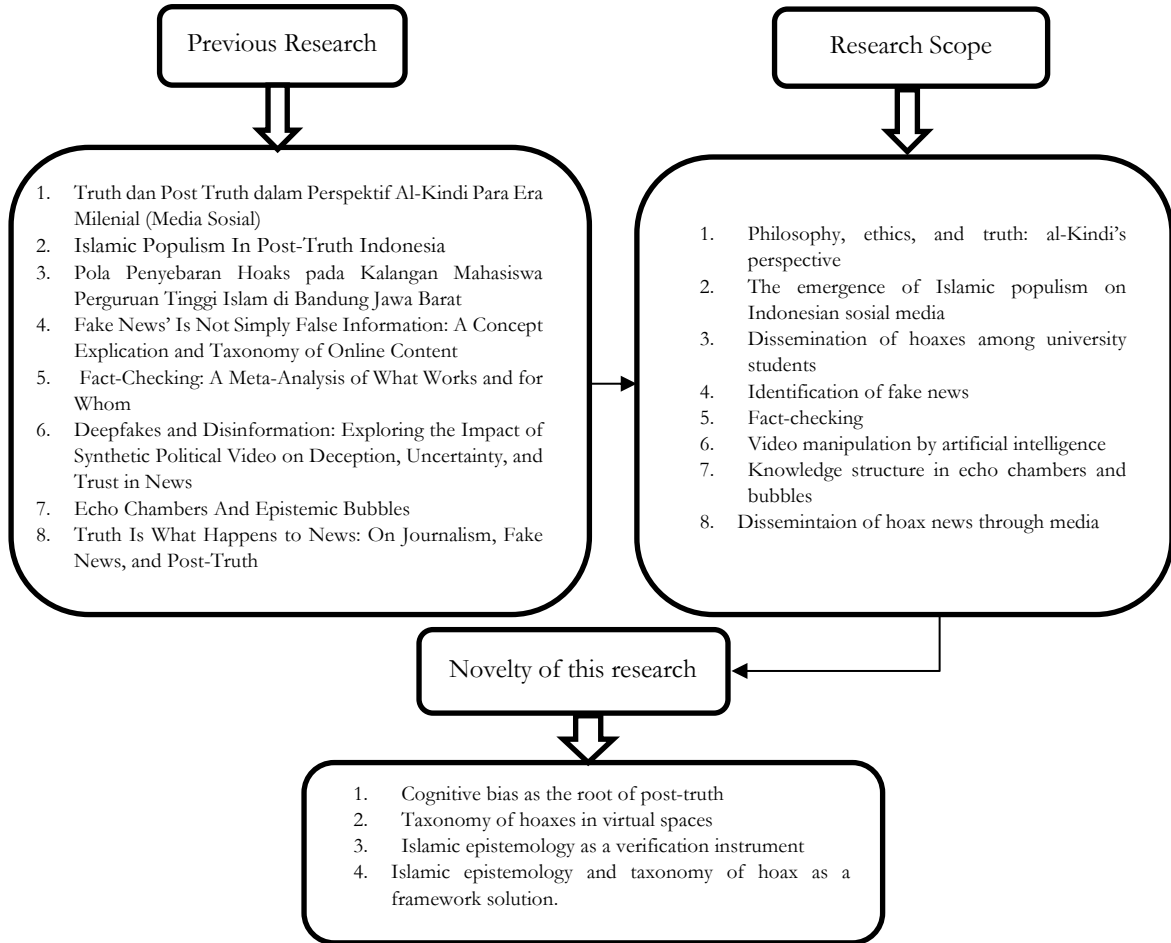 Previous Research
Research Scope
1. Truth dan Post Truth dalam Perspektif Al-Kindi Para Era
Milenial (Media Sosial)
2. Islamic Populism In Post-Truth Indonesia
3. Pola Penyebaran Hoaks pada Kalangan Mahasiswa
Perguruan Tinggi Islam di Bandung Jawa Barat
4. Fake News’ Is Not Simply False Information: A Concept
Explication and Taxonomy of Online Content
5. Fact-Checking: A Meta-Analysis of What Works and for
Whom
6. Deepfakes and Disinformation: Exploring the Impact of
Synthetic Political Video on Deception, Uncertainty, and
Trust in News
7. Echo Chambers And Epistemic Bubbles
8. Truth Is What Happens to News: On Journalism, Fake
News, and Post-Truth
1. Philosophy, ethics, and truth: al-Kindi’s
perspective
2. The emergence of Islamic populism on
Indonesian sosial media
3. Dissemination of hoaxes among university
students
4. Identification of fake news
5. Fact-checking
6. Video manipulation by artificial intelligence
7. Knowledge structure in echo chambers and
bubbles
8. Dissemintaion of hoax news through media
Novelty of this research
1. Cognitive bias as the root of post-truth
2. Taxonomy of hoaxes in virtual spaces
3. Islamic epistemology as a verification instrument
4. Islamic epistemology and taxonomy of hoax as a
framework solution.